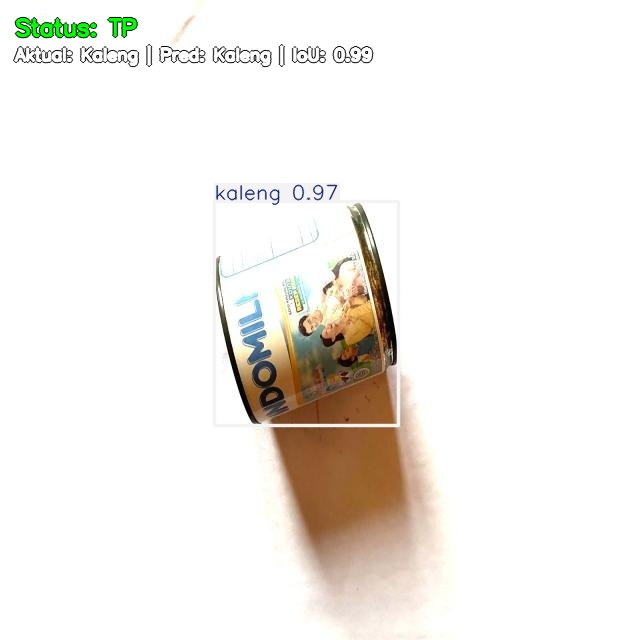 Status: TP
Aktual: Kaleng | Pred: Kaleng | IoU: 0.99
kaleng 0.97
NDOMIL